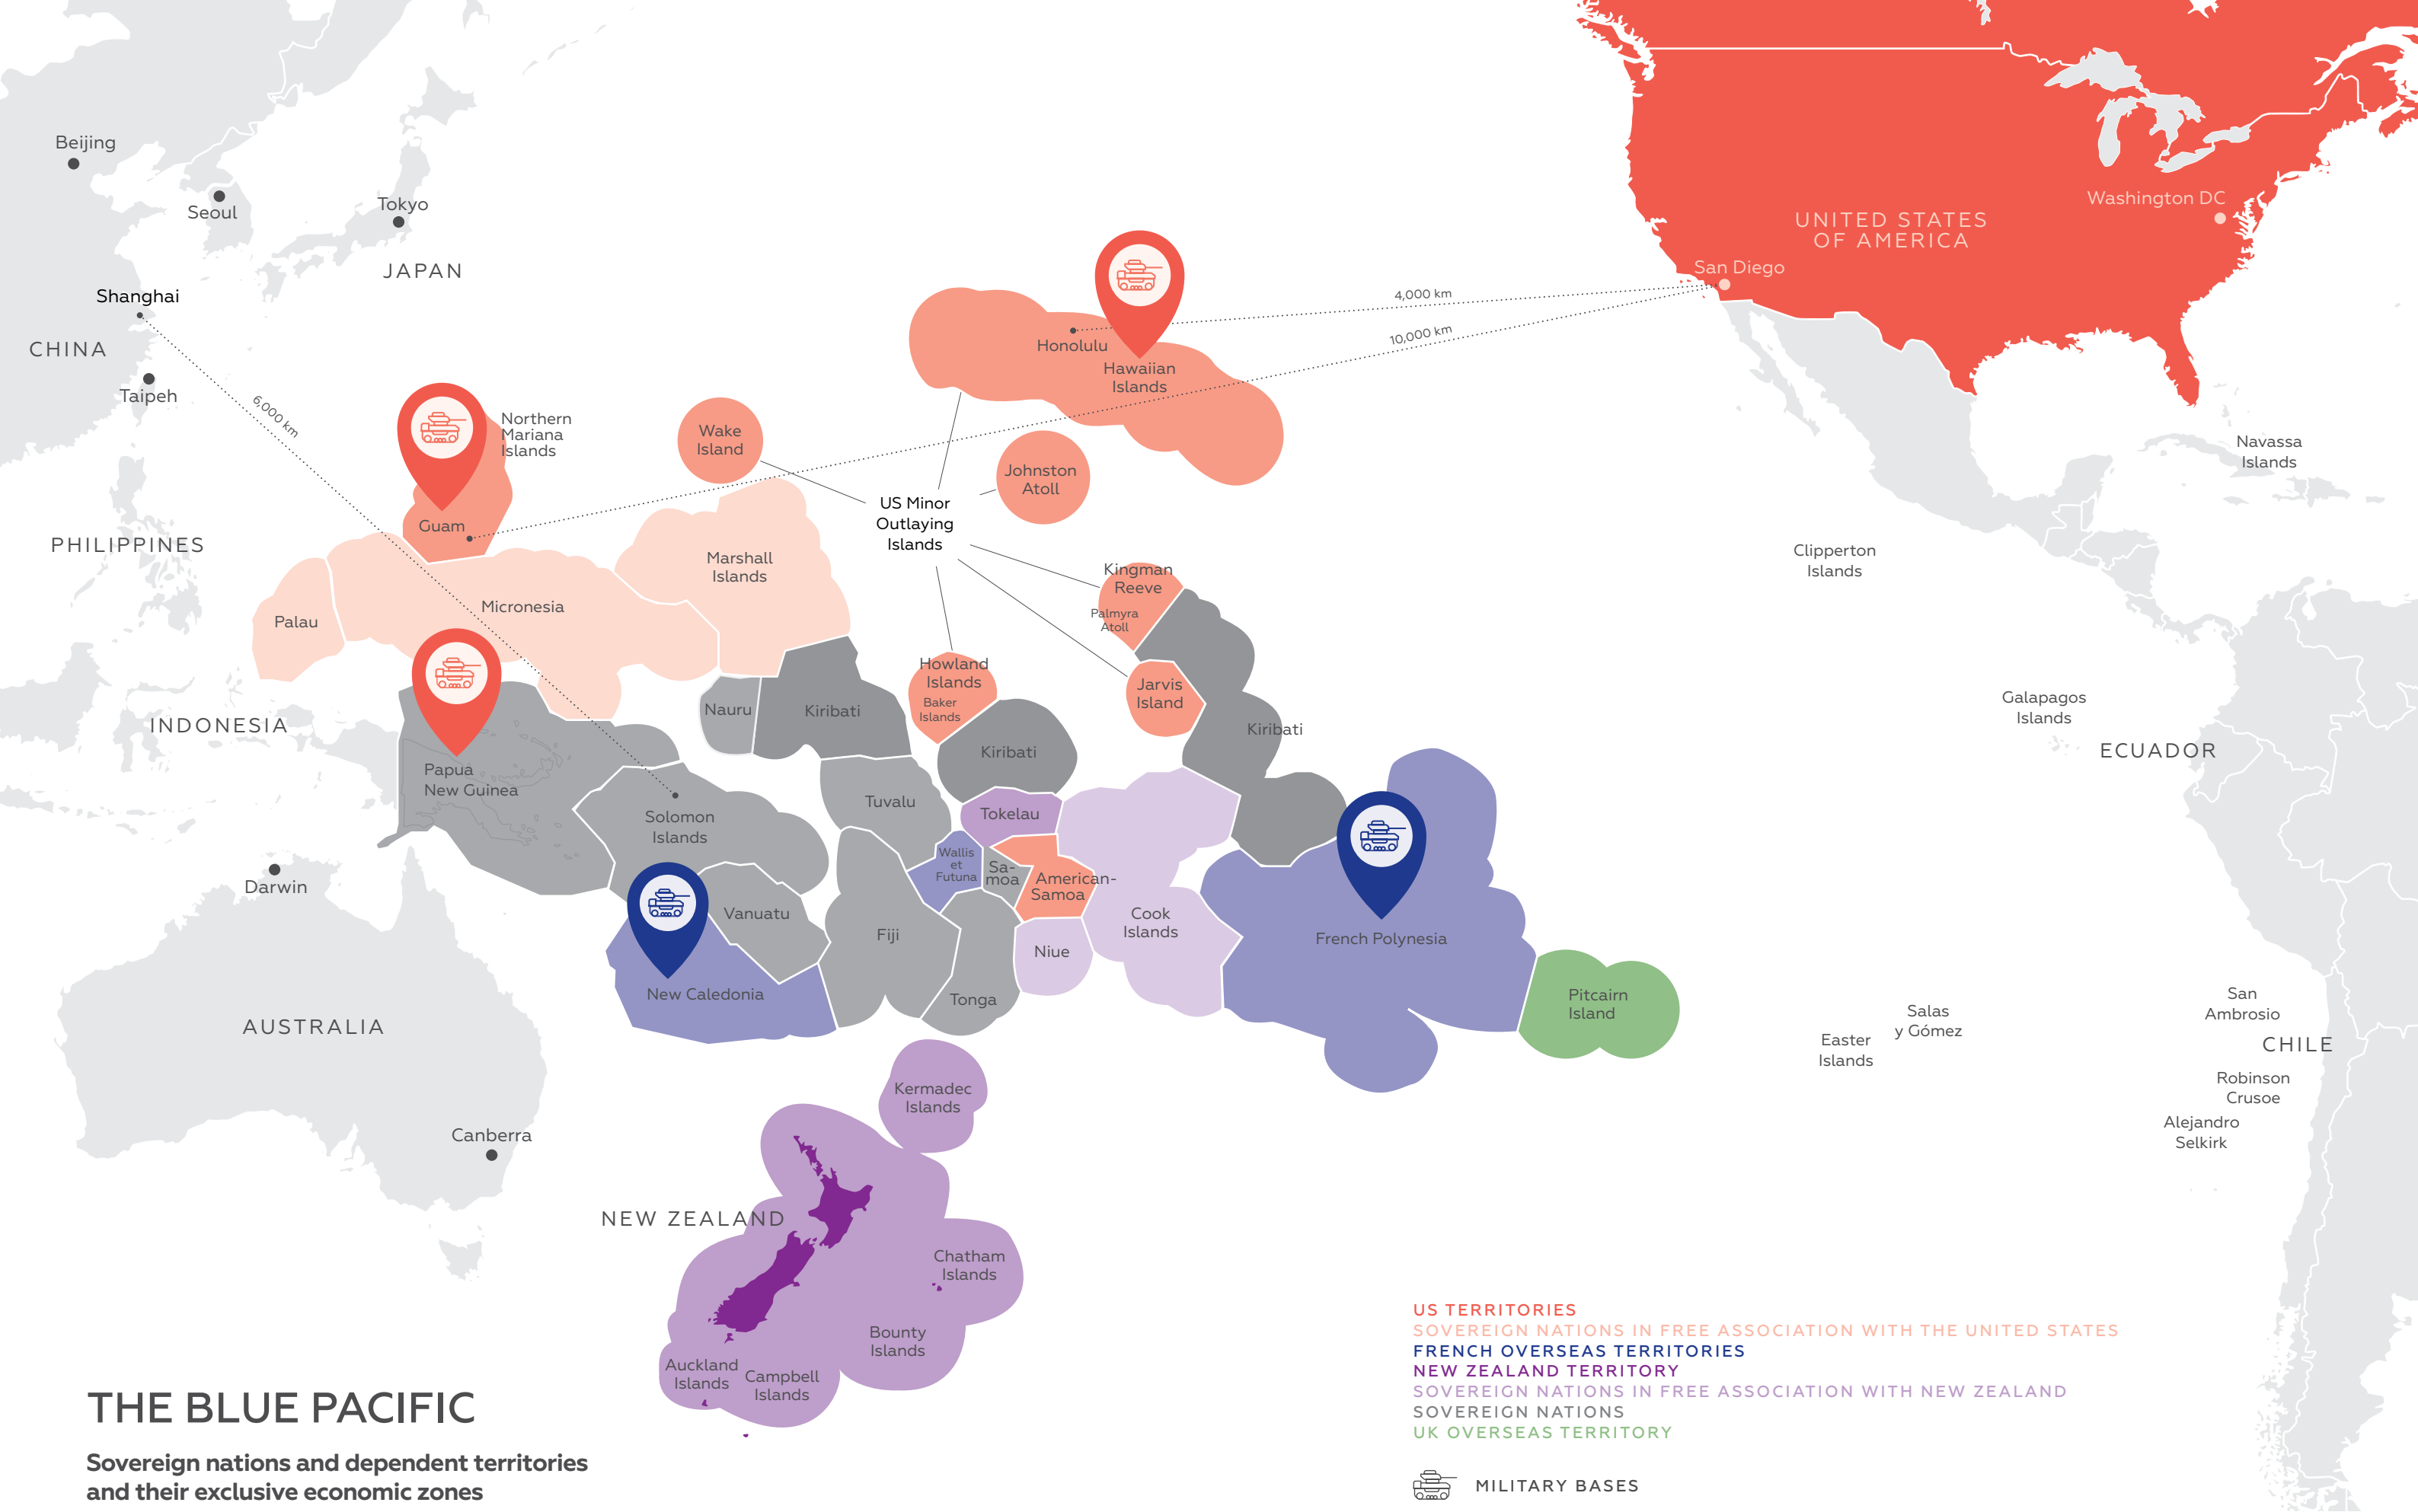 Beijing
Seoul
Tokyo
JAPAN
Shanghai
CHINA
Taipeh
6,000 km
PHILIPPINES
INDONESIA
Northern
Mariana
Islands
Guam
Wake
Island
Honolulu
Hawaiian
Islands
Johnston
Atoll
4,000 km
10,000 km
UNITED STATES
OF AMERICA
Washington DC
San Diego
Navassa
Islands
Clipperton
Islands
Galapagos
Islands
ECUADOR
US Minor
Outlaying
Islands
Marshall
Islands
Micronesia
Palau
Kingman
Reeve
Palmyra
Atoll
Howland
Islands
Baker
Islands
Jarvis
Island
Nauru
Kiribati
Kiribati
Kiribati
Papua
New Guinea
Solomon
Islands
Tuvalu
Tokelau
Wallis
et
Futuna
Sa-
moa
American-
Samoa
Vanuatu
Fiji
Cook
Islands
Niue
Tonga
French Polynesia
New Caledonia
Pitcairn
Island
Darwin
AUSTRALIA
Canberra
San
Ambrosio
Salas
y Gómez
Easter
Islands
CHILE
Robinson
Crusoe
Alejandro
Selkirk
Kermadec
Islands
NEW ZEALAND
Chatham
Islands
Bounty
Islands
Auckland
Islands
Campbell
Islands
THE BLUE PACIFIC
Sovereign nations and dependent territories
and their exclusive economic zones
US TERRITORIES
SOVEREIGN NATIONS IN FREE ASSOCIATION WITH THE UNITED STATES
FRENCH OVERSEAS TERRITORIES
NEW ZEALAND TERRITORY
SOVEREIGN NATIONS IN FREE ASSOCIATION WITH NEW ZEALAND
SOVEREIGN NATIONS
UK OVERSEAS TERRITORY
MILITARY BASES